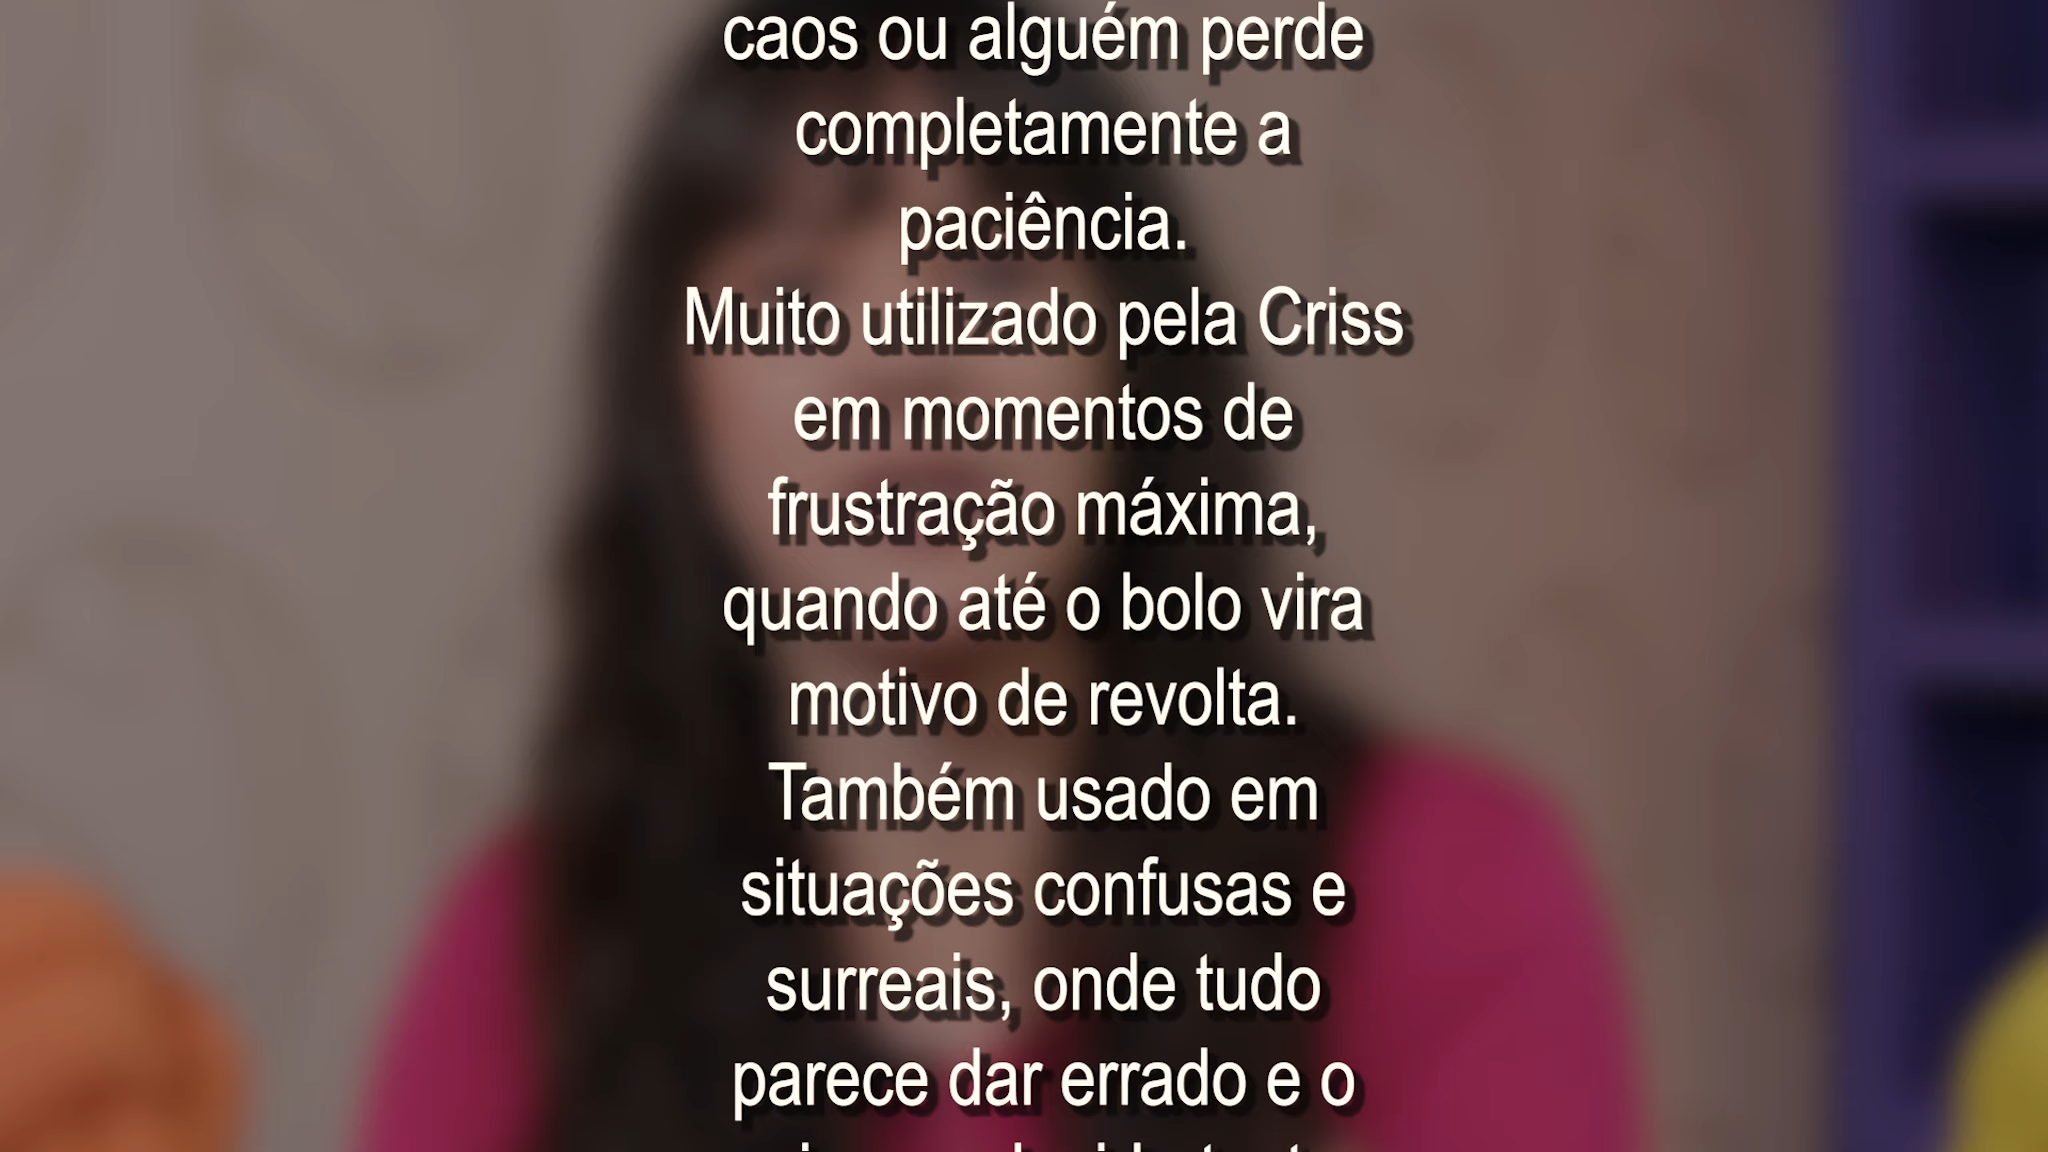 caos ou alguém perde
completamente a
paciência.
Muito utilizado pela Criss
em momentos de
frustração máxima,
quando até o bolo vira
motivo de revolta.
Também usado em
situações confusas e
surreais, onde tudo
parece dar errado e o